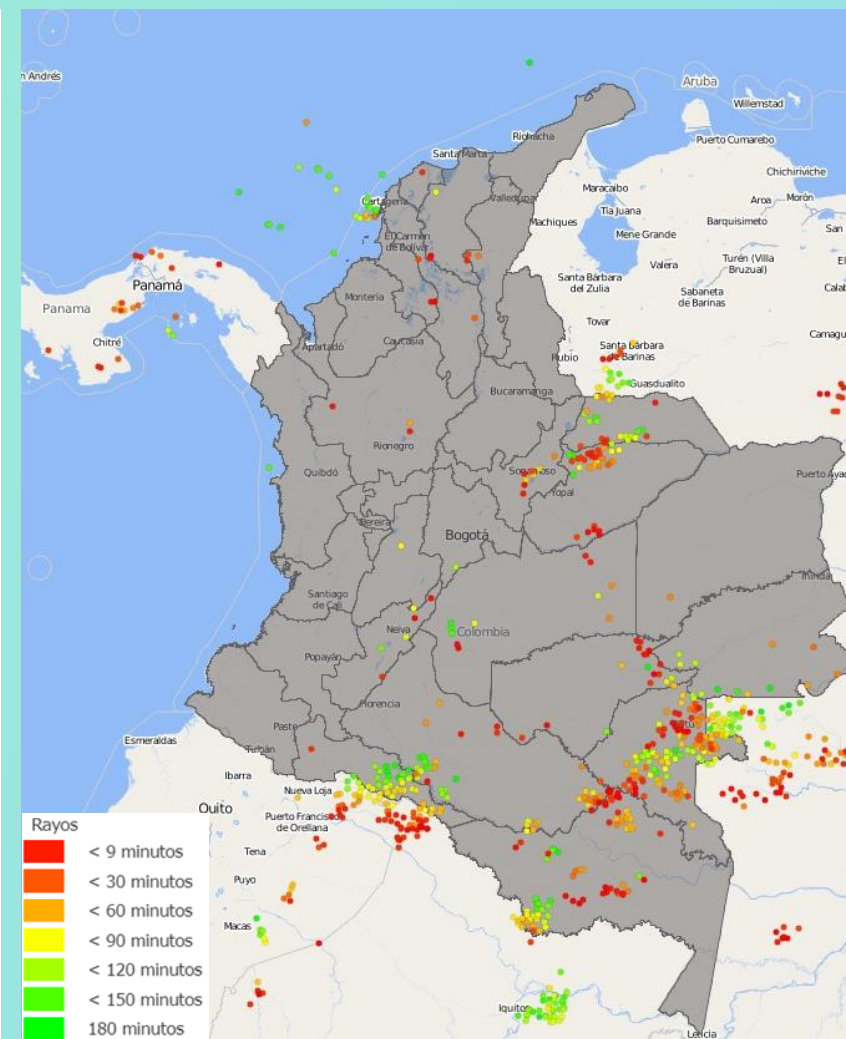 n Andrés
Aruba
Willemstad
Riohacha
Puerto Cumarebo
Santa Marta
Chichiriviche
Maracaibo
Cartagena
Valledupar
Aroa
Morón
Tía Juana
Machiques
Barquisimeto
San
El Carmen
de Bolívar
Mene Grande
Valera
Turén (Villa
Bruzual)
El
Panamá
Santa Bárbara
del Zulia
Sabaneta
de Barinas
Calab
Montería
Panama
Tovar
Camagu
Chitré
Apartadó
Caucasia
Rubio
Santa Bárbara
de Barinas
Guasdualito
Bucaramanga
Rionegro
Quibdó
Sogamoso
Puerto Ayac
Yopal
Pereira
Bogotá
Inírida
Santiago
de Cali
Neiva
Colombia
Popayán
Florencia
Pasto
Mitú
Esmeraldas
Tulcán
Ibarra
Nueva Loja
Quito
Puerto Francisco
de Orellana
Tena
Puyo
Macas
Iquitos
Leticia
Rayos
< 9 minutos
< 30 minutos
< 60 minutos
< 90 minutos
< 120 minutos
< 150 minutos
180 minutos